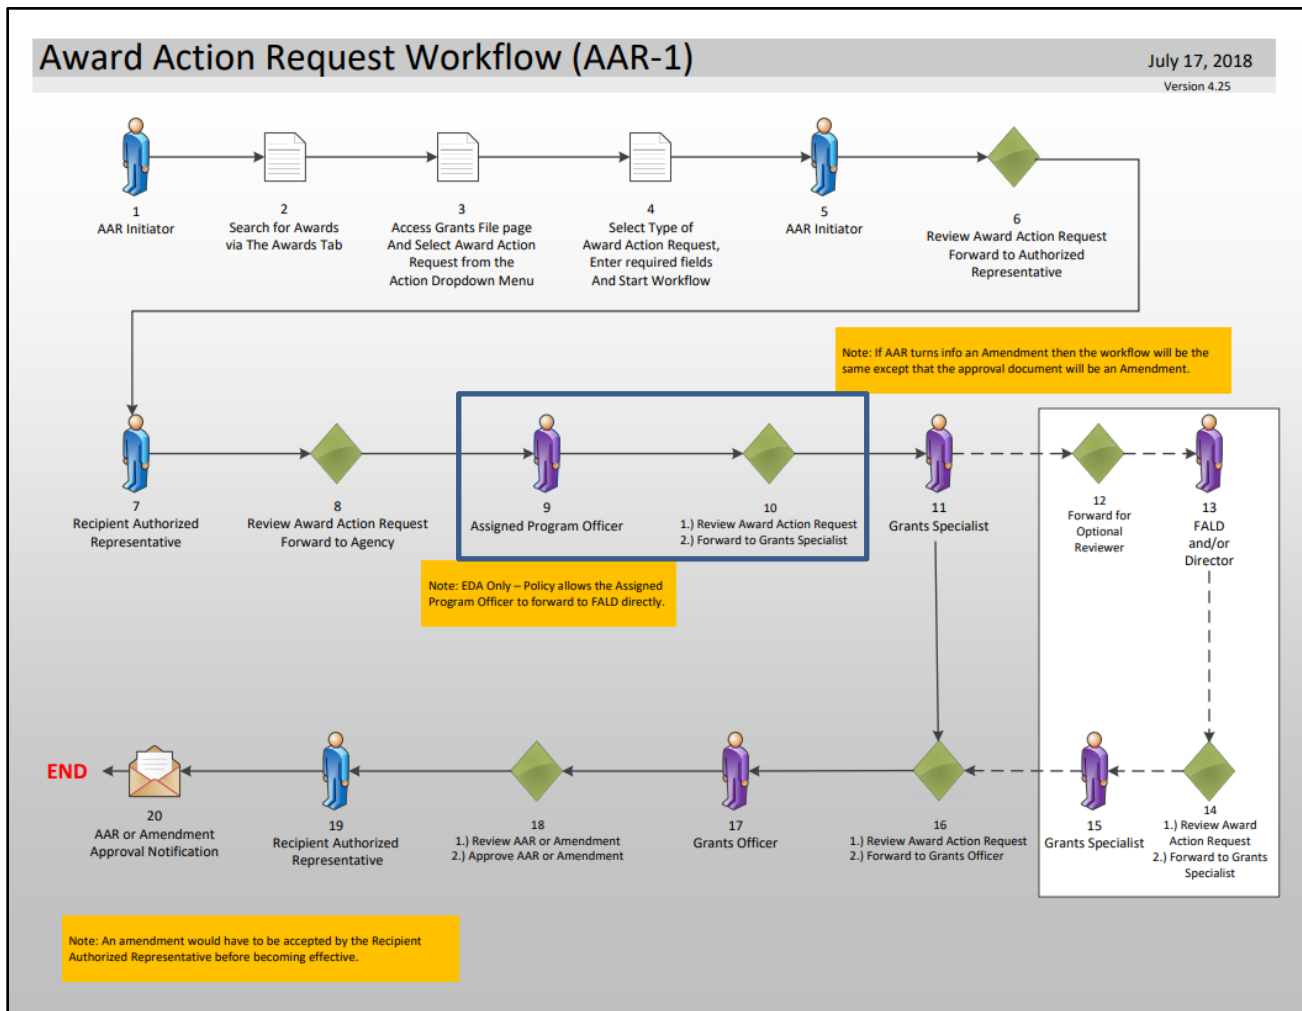 Award Action Request Workflow (AAR-1)
July 17, 2018
Version 4.25
1
AAR Initiator
2
Search for Awards
via The Awards Tab
3
Access Grants File page
And Select Award Action
Request from the
Action Dropdown Menu
4
Select Type of
Award Action Request,
Enter required fields
And Start Workflow
5
AAR Initiator
6
Review Award Action Request
Forward to Authorized
Representative
Note: If AAR turns info an Amendment then the workflow will be the
same except that the approval document will be an Amendment.
7
Recipient Authorized
Representative
8
Review Award Action Request
Forward to Agency
9
Assigned Program Officer
10
1.) Review Award Action Request
2.) Forward to Grants Specialist
11
Grants Specialist
12
Forward for
Optional
Reviewer
13
FALD
and/or
Director
Note: EDA Only – Policy allows the Assigned
Program Officer to forward to FALD directly.
END
20
AAR or Amendment
Approval Notification
19
Recipient Authorized
Representative
18
1.) Review AAR or Amendment
2.) Approve AAR or Amendment
17
Grants Officer
16
1.) Review Award Action Request
2.) Forward to Grants Officer
15
Grants Specialist
14
1.) Review Award
Action Request
2.) Forward to Grants
Specialist
Note: An amendment would have to be accepted by the Recipient
Authorized Representative before becoming effective.